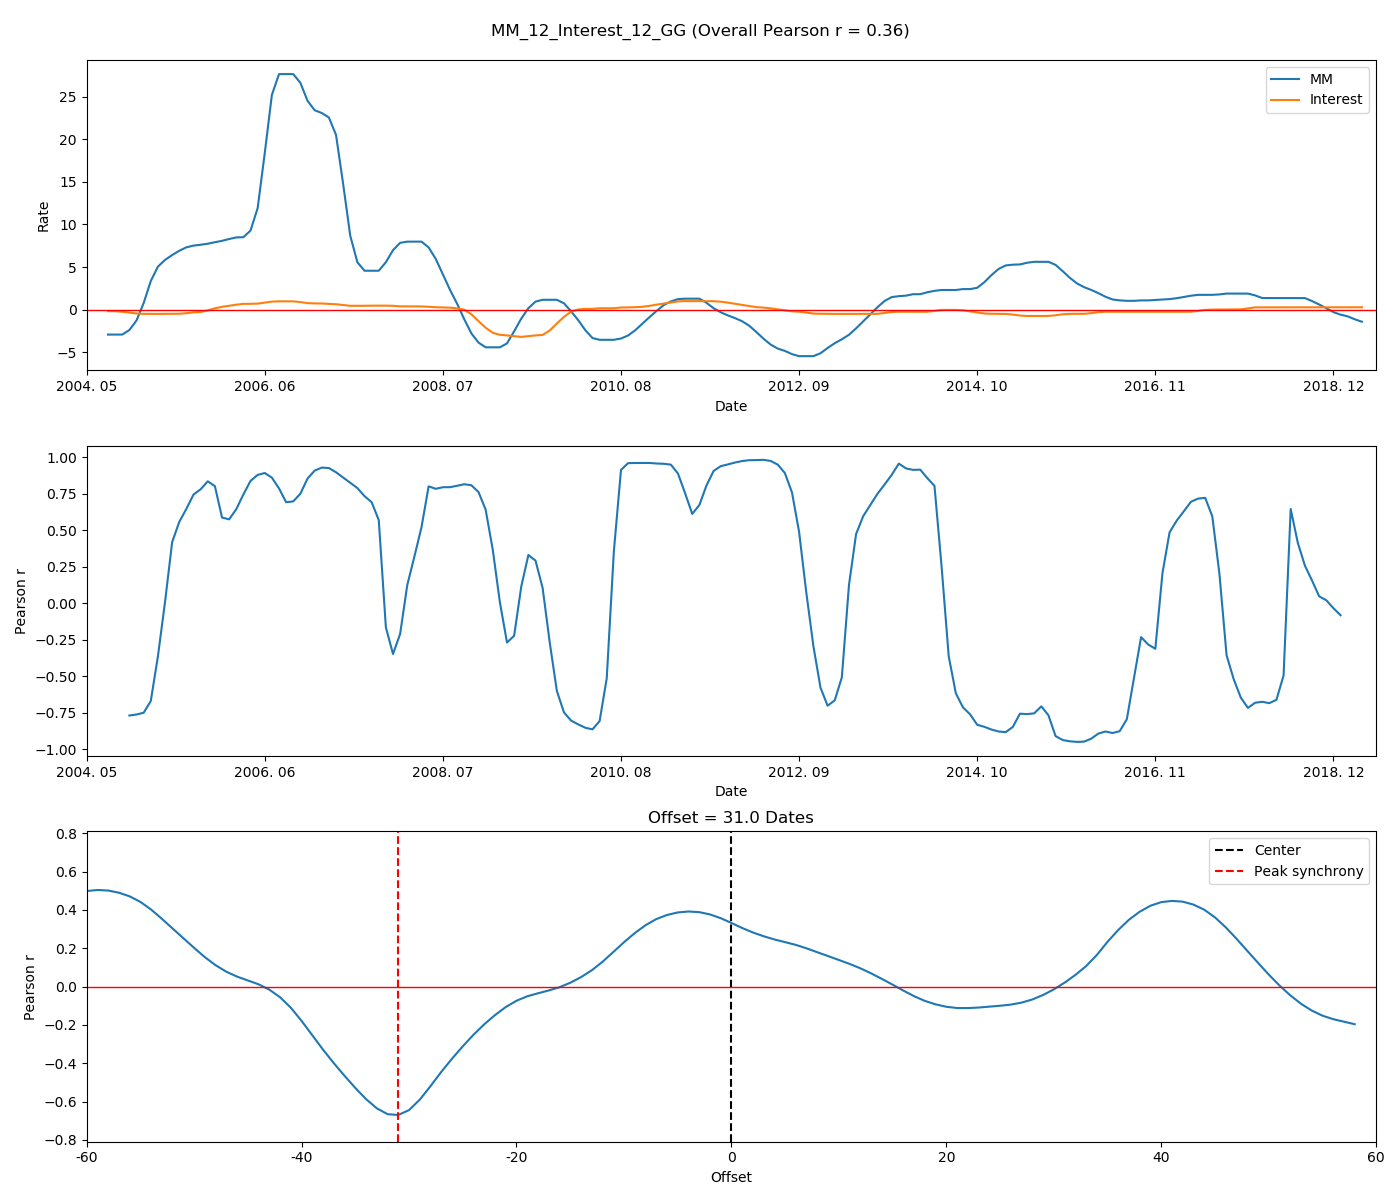 MM_12_Interest_12_GG (Overall Pearson r = 0.36)
MM
Interest
25
20
15
10
5
0
−5
Rate
2004. 05 2006. 06 2008. 07 2010. 08 2012. 09 2014. 10 2016. 11 2018. 12
Date
1.00
0.75
0.50
0.25
0.00
−0.25
−0.50
−0.75
−1.00
Pearson r
2004. 05 2006. 06 2008. 07 2010. 08 2012. 09 2014. 10 2016. 11 2018. 12
Date
Offset = 31.0 Dates
Center
Peak synchrony
0.8
0.6
0.4
0.2
0.0
−0.2
−0.4
−0.6
−0.8
Pearson r
-60 -40 -20 0 20 40 60
Offset